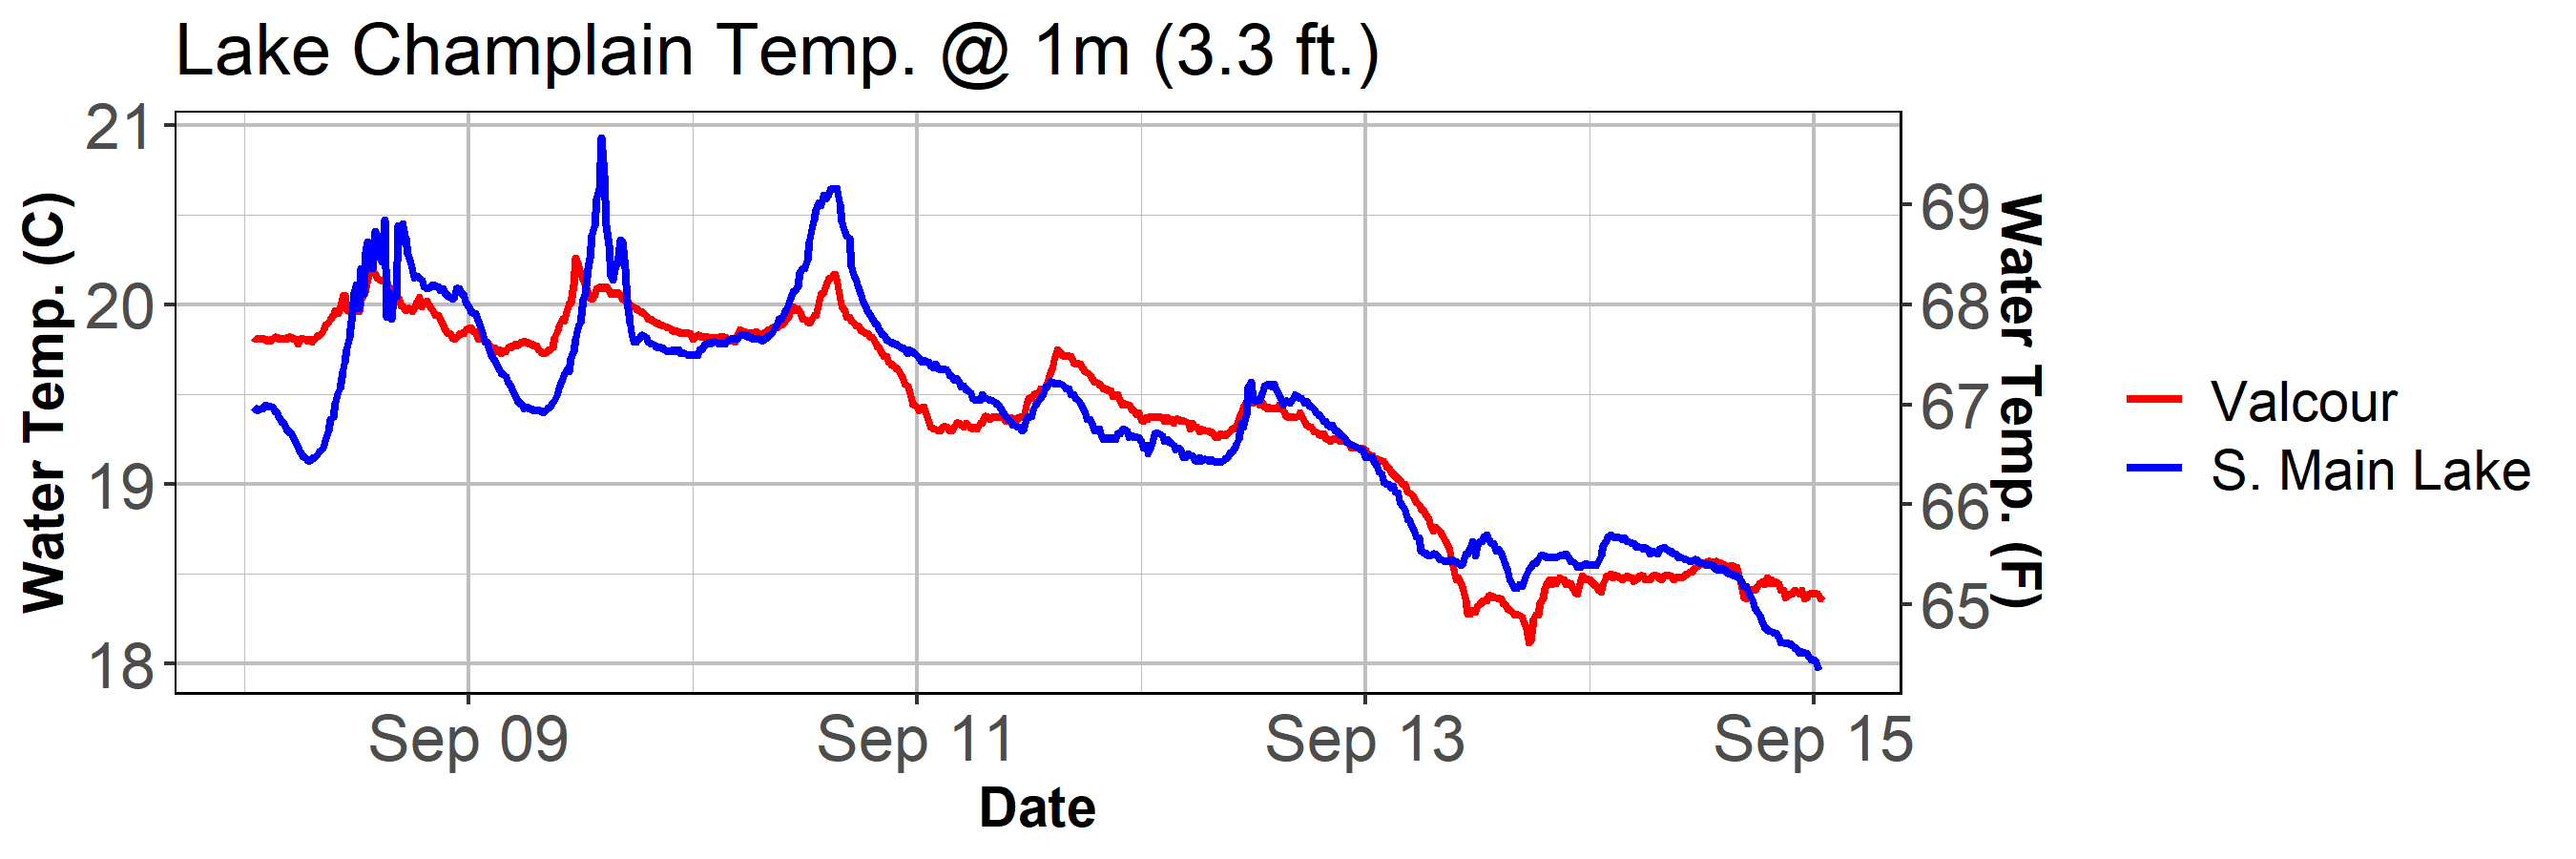 Lake Champlain Temp. @ 1m (3.3 ft.)
Water Temp. (C)
21
20
19
18
69
68
67
66
65
Water Temp. (F)
Sep 09
Sep 11
Sep 13
Sep 15
Date
Valcour
S. Main Lake